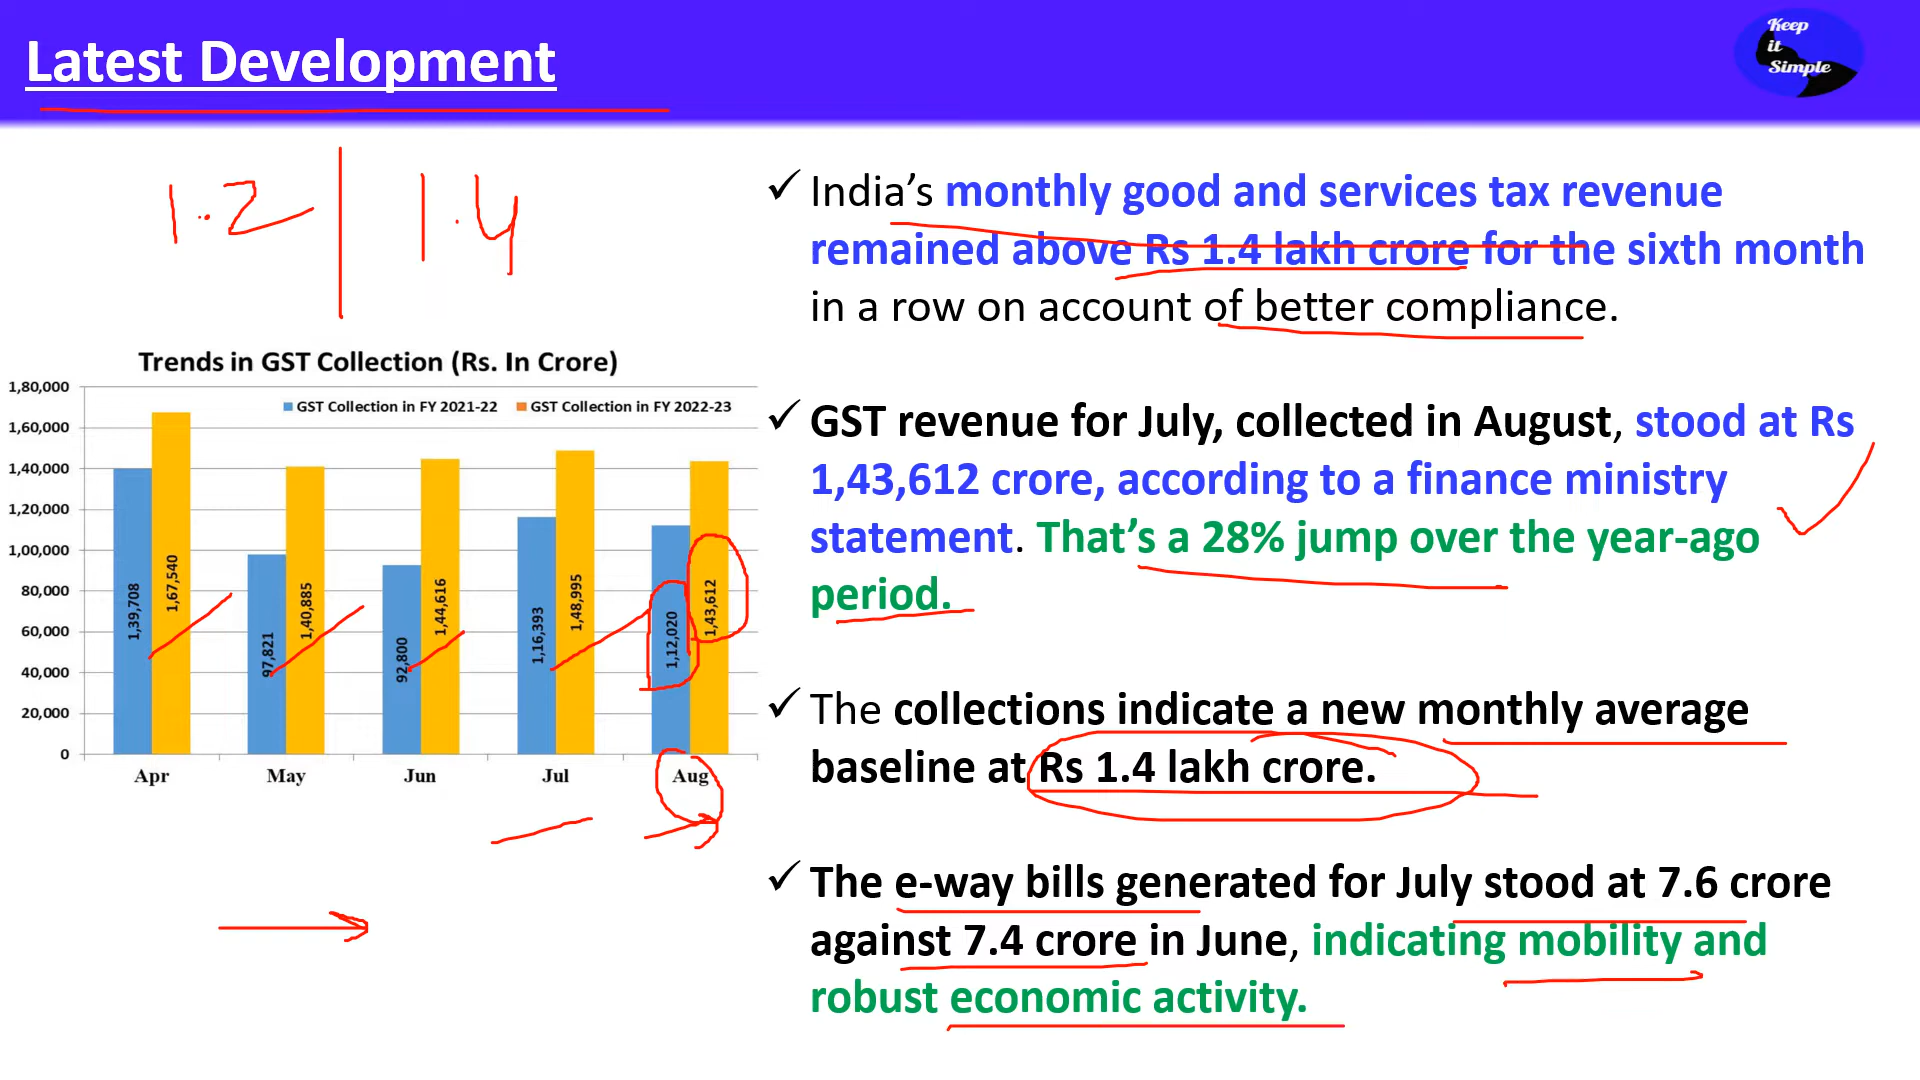 Latest Development
Keep
it
Simple
1.2 | 1.4
✓ India’s monthly good and services tax revenue
remained above Rs 1.4 lakh crore for the sixth month
in a row on account of better compliance.
Trends in GST Collection (Rs. In Crore)
GST Collection in FY 2021-22 GST Collection in FY 2022-23
1,80,000
1,60,000
1,40,000
1,20,000
1,00,000
80,000
60,000
40,000
20,000
0
1,39,708
1,67,540
97,821
1,40,885
92,800
1,44,616
1,16,393
1,48,995
1,12,020
1,43,612
Apr May Jun Jul Aug
✓ GST revenue for July, collected in August, stood at Rs
1,43,612 crore, according to a finance ministry
statement. That’s a 28% jump over the year-ago
period.
✓ The collections indicate a new monthly average
baseline at Rs 1.4 lakh crore.
✓ The e-way bills generated for July stood at 7.6 crore
against 7.4 crore in June, indicating mobility and
robust economic activity.